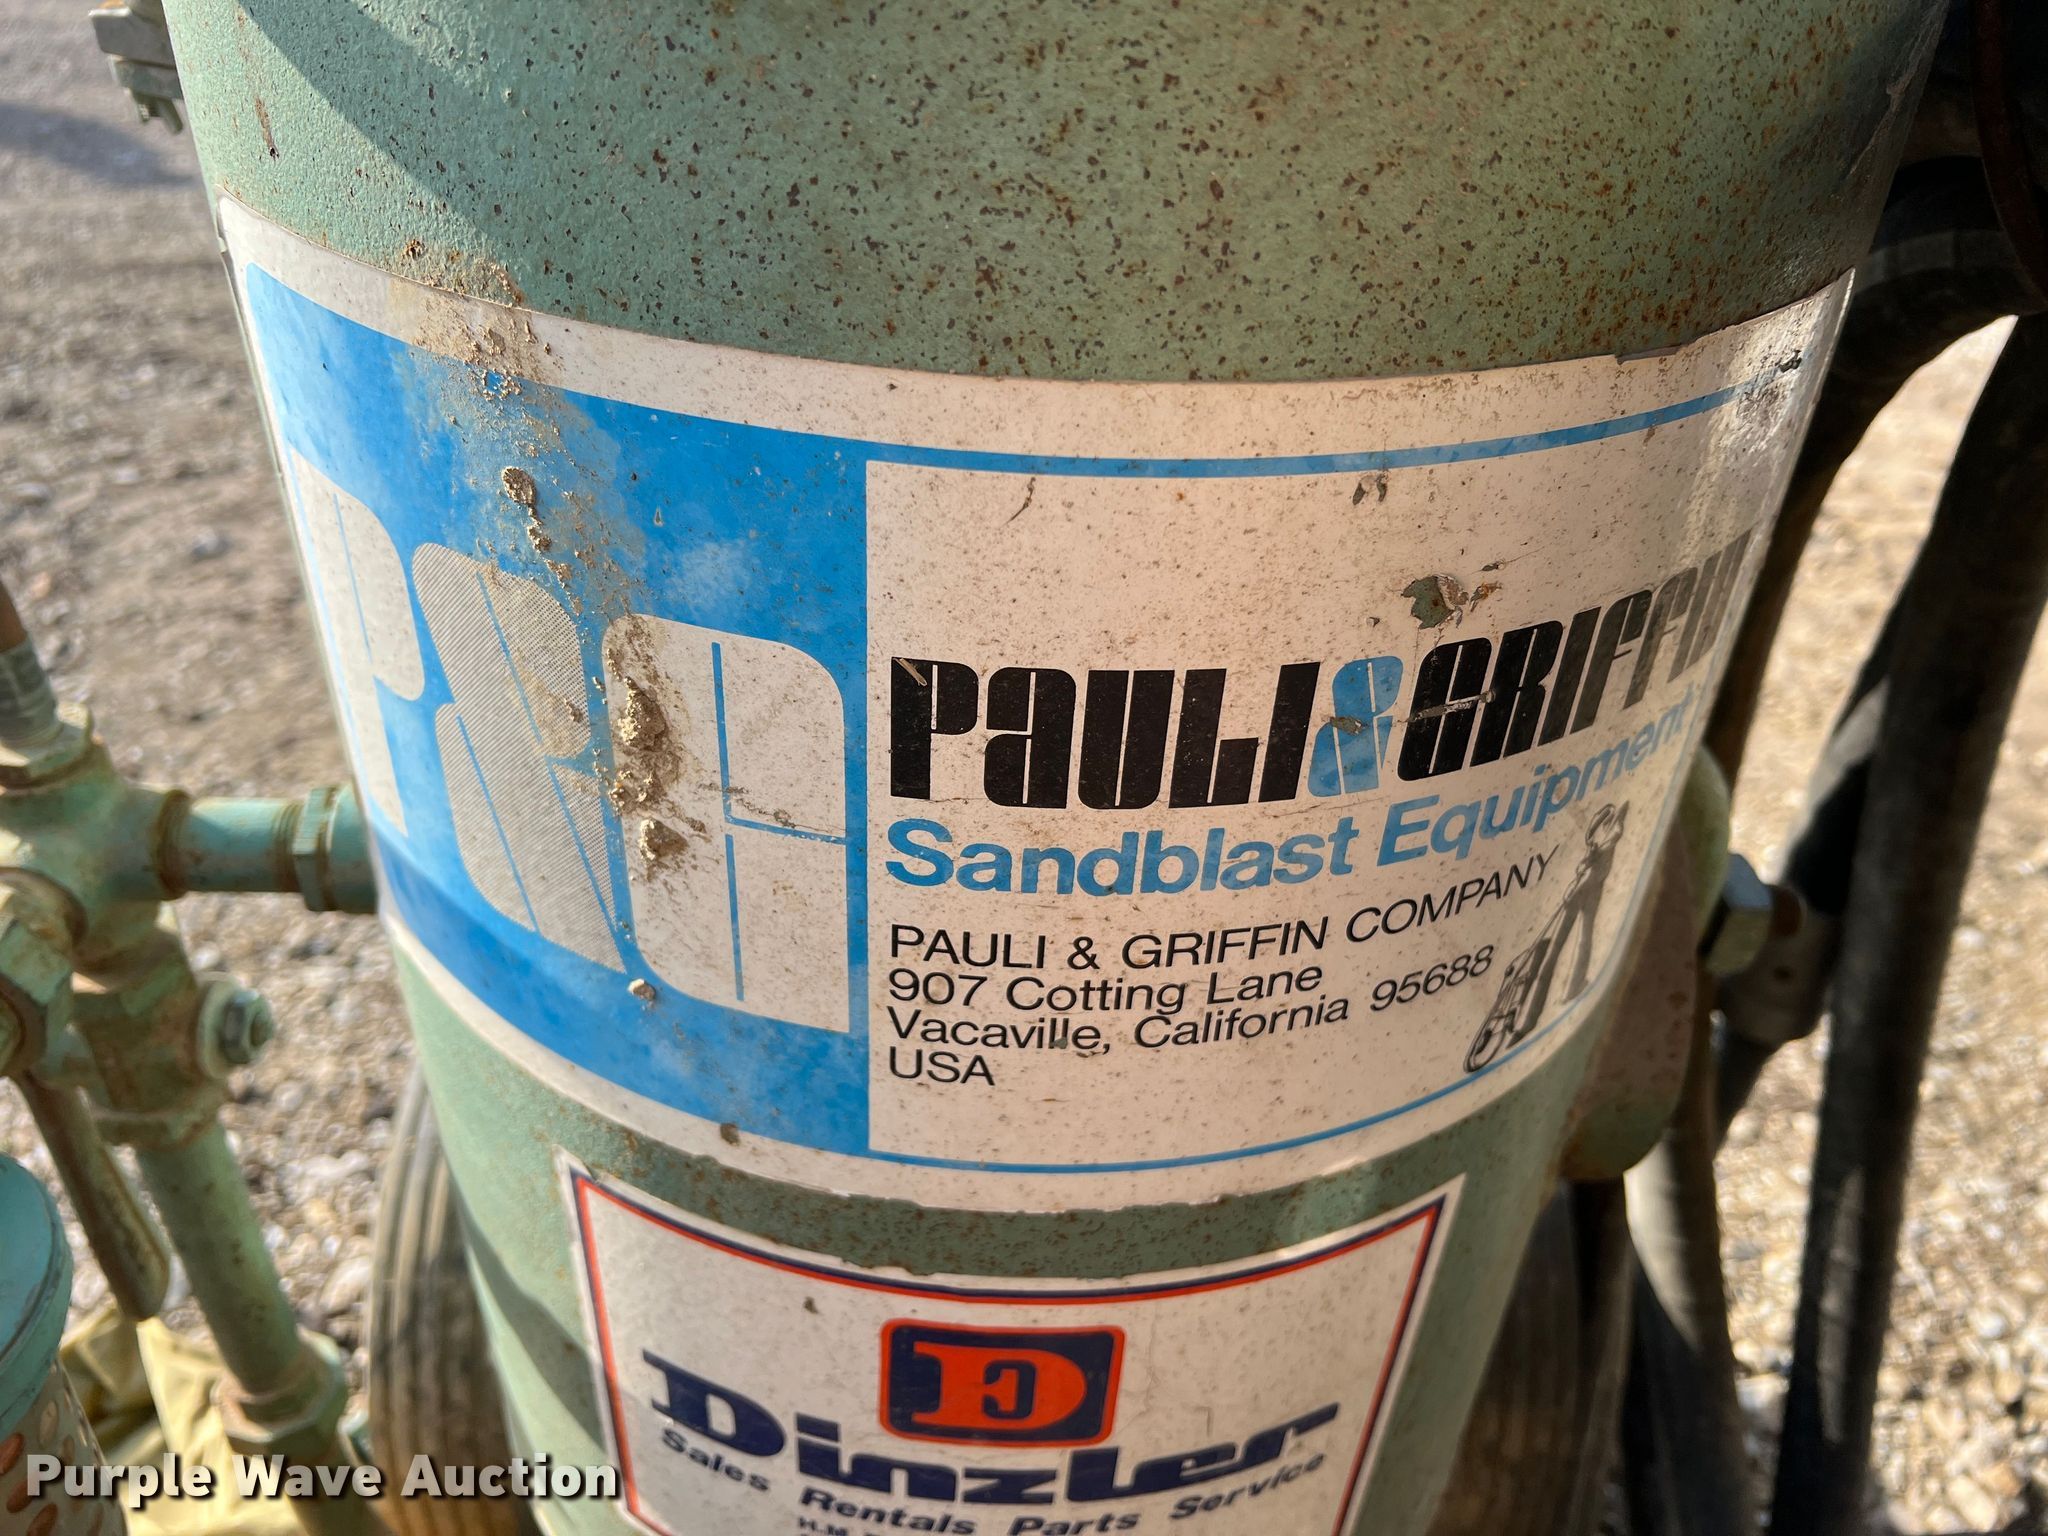 P&G
PAULI & GRIFFIN
Sandblast Equipment
PAULI & GRIFFIN COMPANY
907 Cotting Lane
Vacaville, California 95688
USA
Dinzler
Sales Rentals Parts Service
Purple Wave Auction